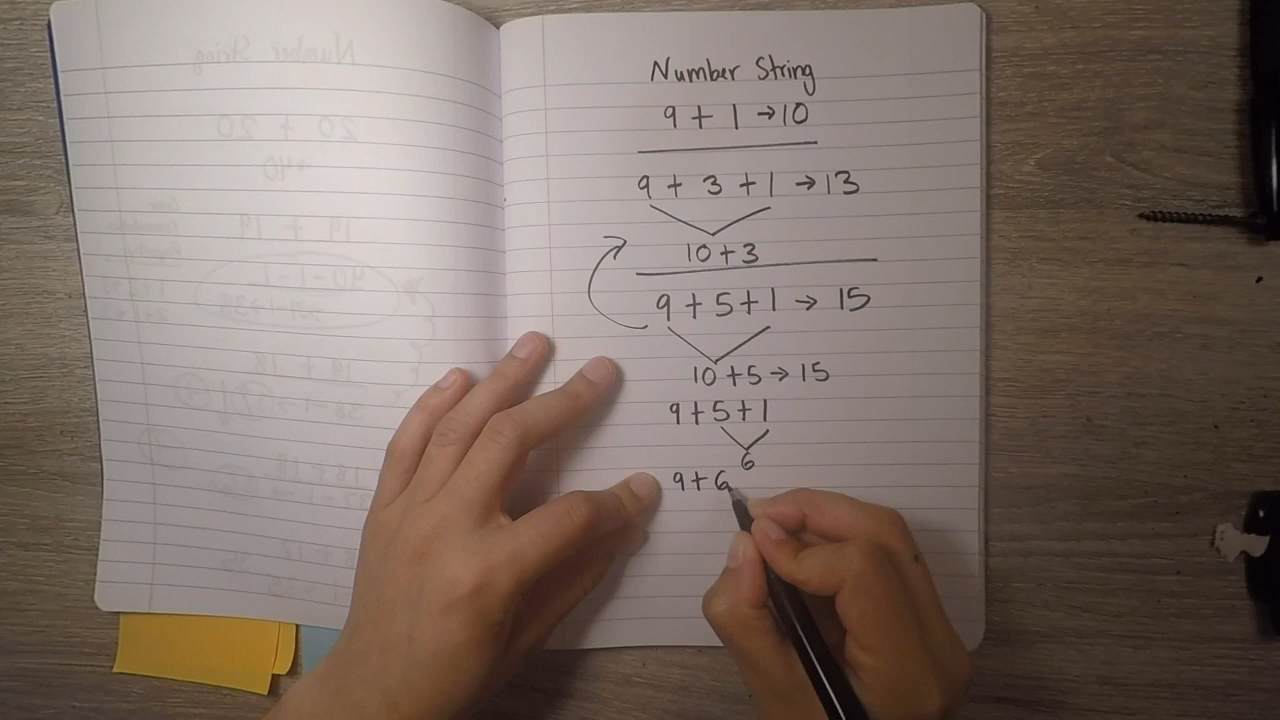 Number String
9 + 1 → 10
9 + 3 + 1 → 13
10 + 3
9 + 5 + 1 → 15
10 + 5 → 15
9 + 5 + 1
6
9 + 6